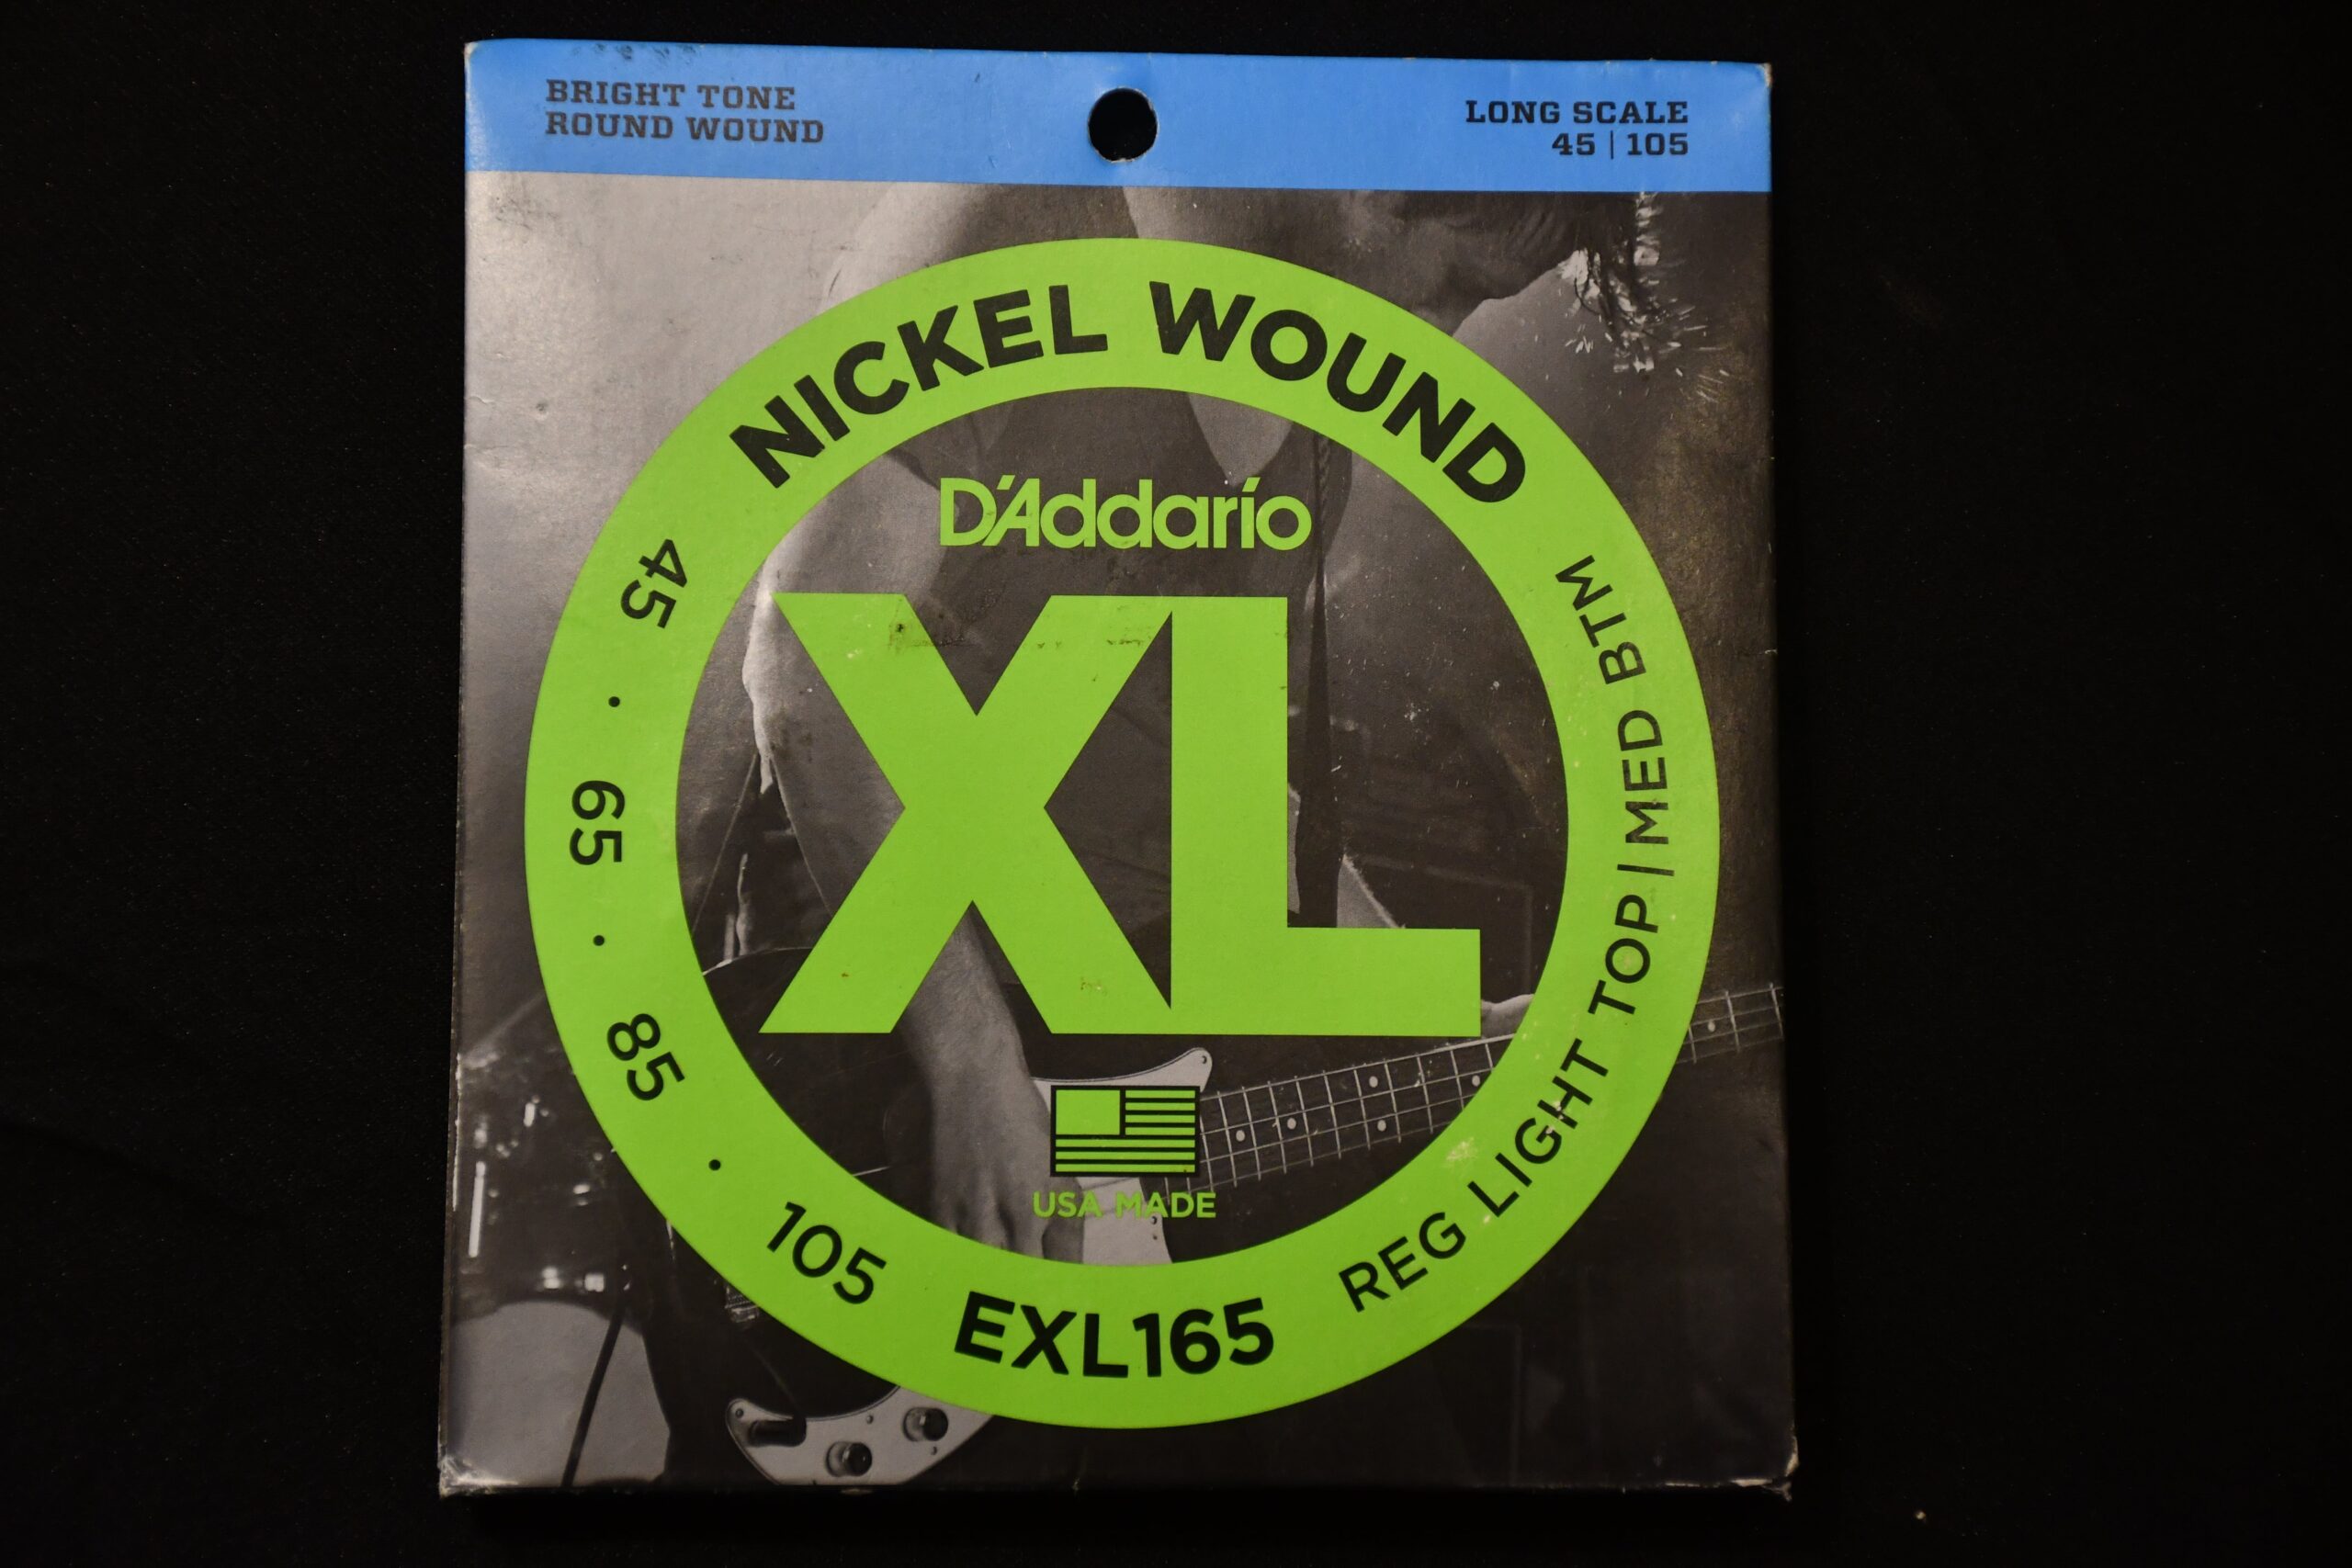 BRIGHT TONE
ROUND WOUND
LONG SCALE
45 | 105
NICKEL WOUND
D'Addario
XL
USA MADE
45 · 65 · 85 · 105
EXL165
REG LIGHT TOP | MED BTM